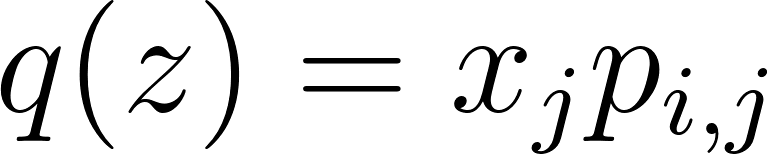 q(z) = x_j p_{i,j}